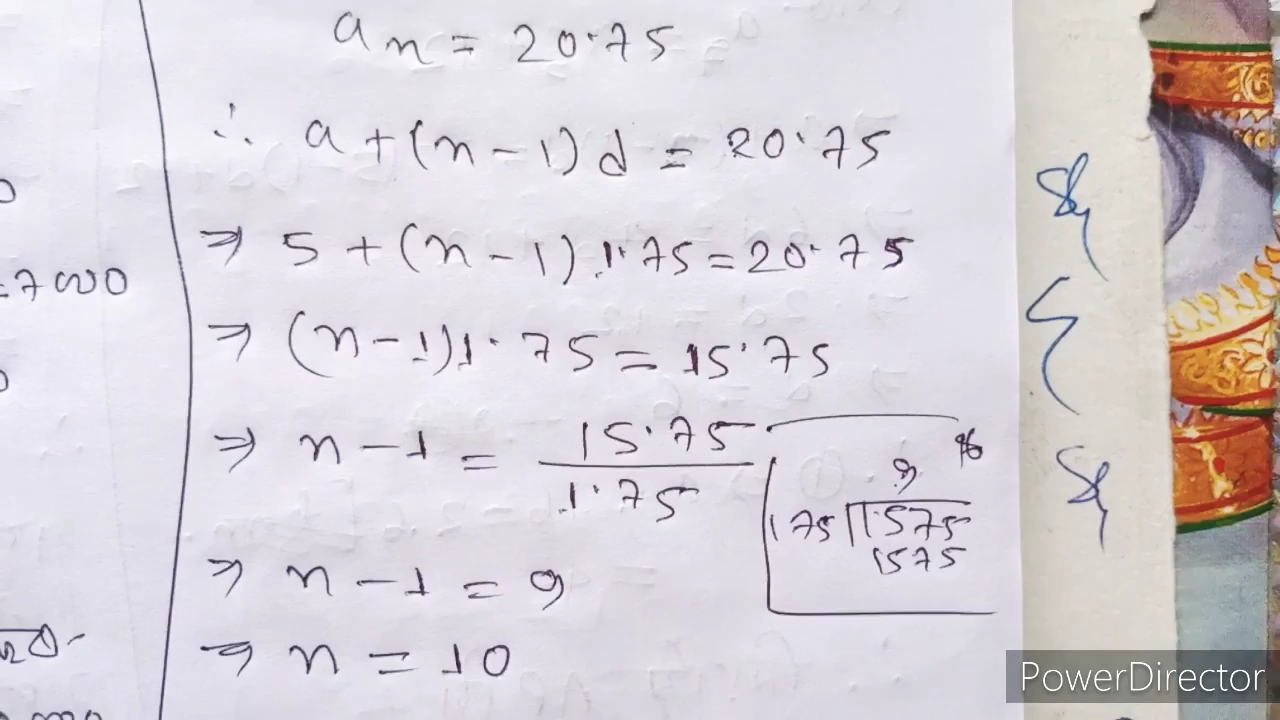 an = 20.75
∴ a + (n - 1) d = 20.75
⇒ 5 + (n - 1) 1.75 = 20.75
= 7000
⇒ (n - 1) 1.75 = 15.75
⇒ n - 1 = 15.75 / 1.75
9
175 1575
1575
⇒ n - 1 = 9
⇒ n = 10
PowerDirector